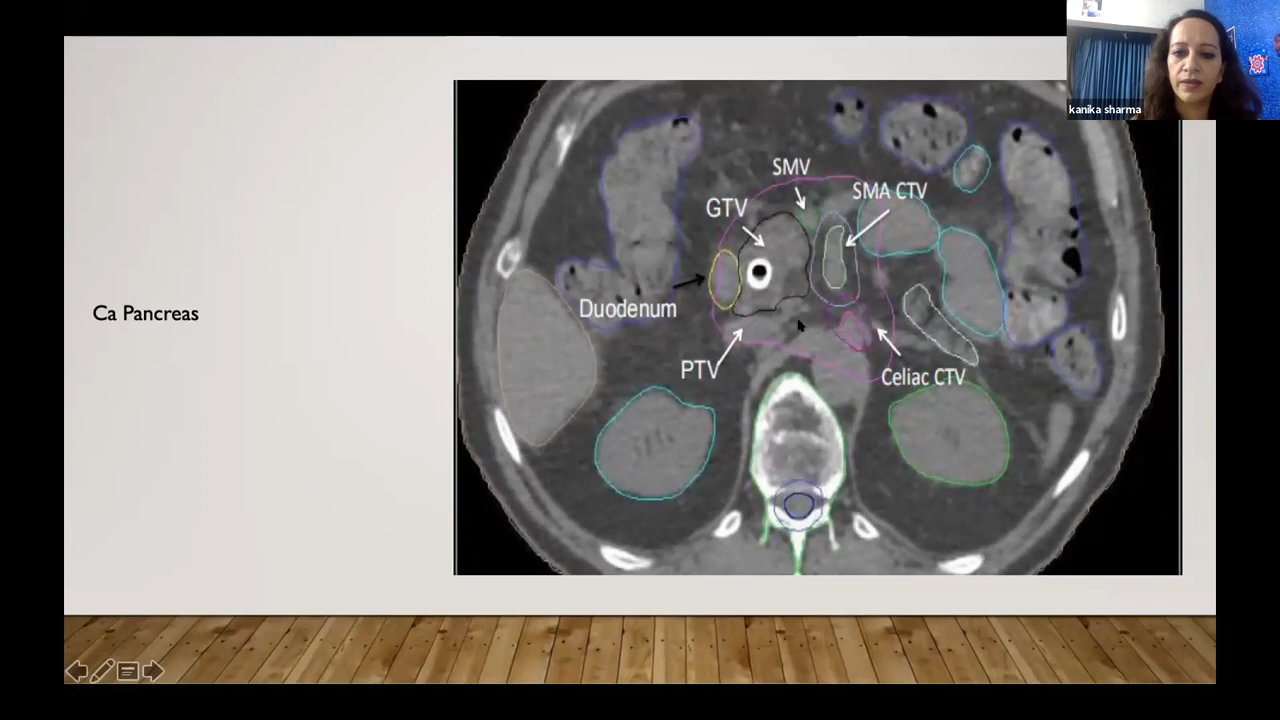 kanika sharma
SMV
SMA CTV
GTV
Duodenum
Ca Pancreas
PTV
Celiac CTV